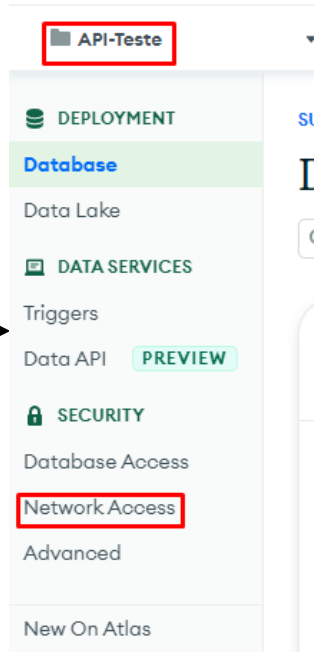 API-Teste
DEPLOYMENT
Database
Data Lake
DATA SERVICES
Triggers
Data API PREVIEW
SECURITY
Database Access
Network Access
Advanced
New On Atlas